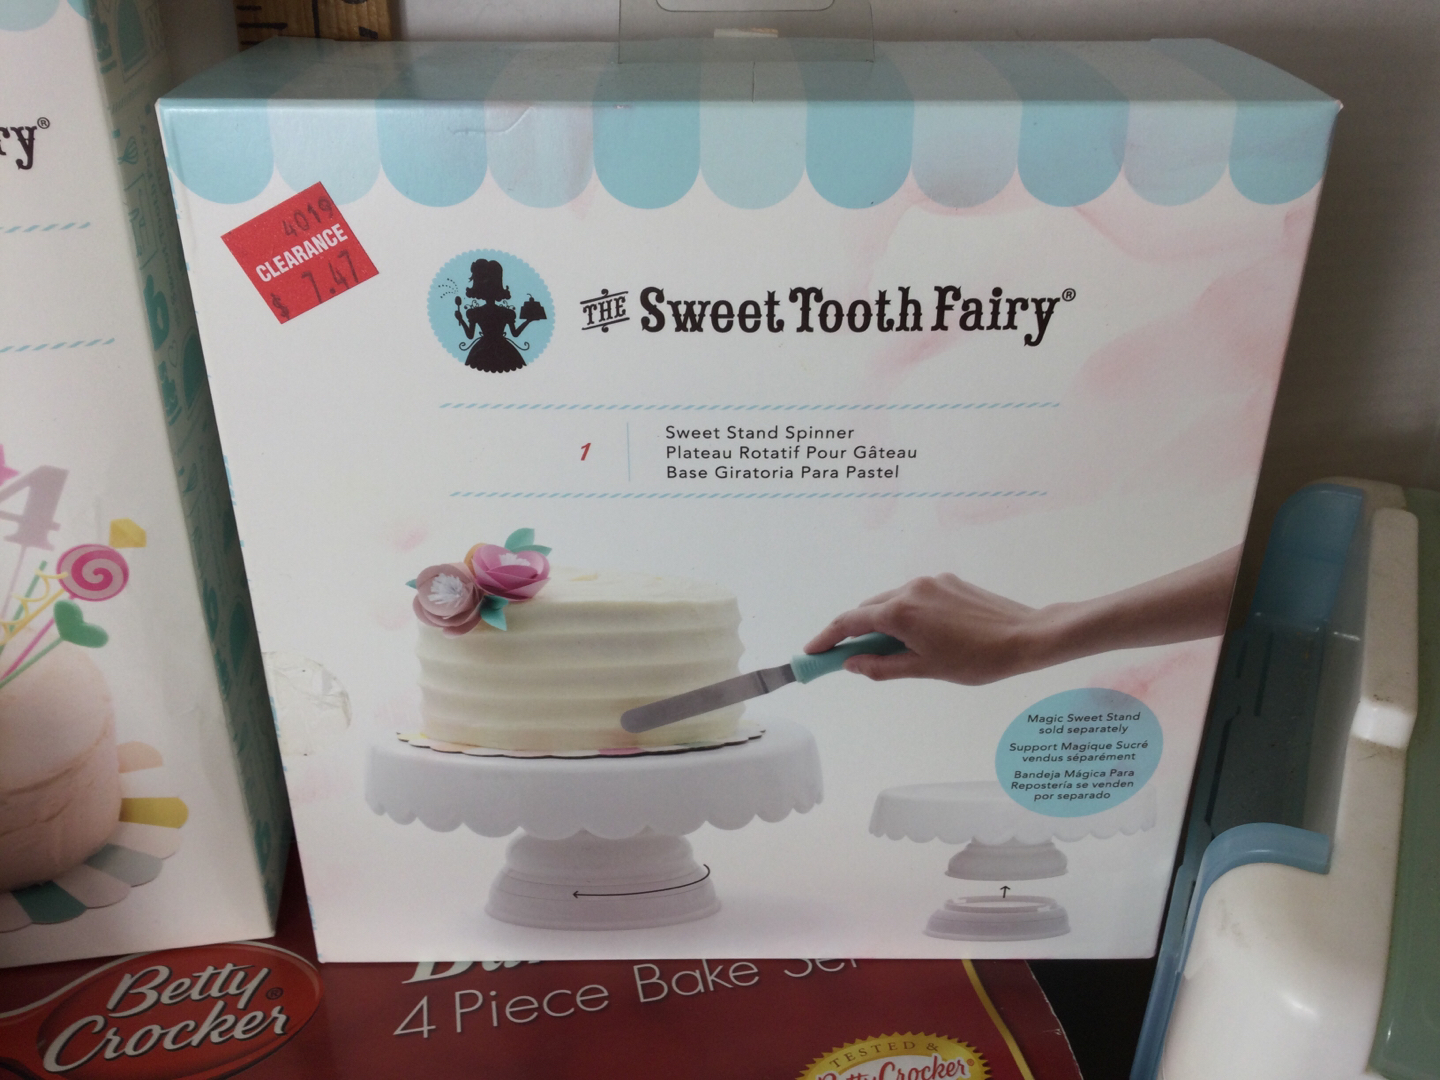 ry®
4019
CLEARANCE
$ 7.47
THE Sweet Tooth Fairy®
1
Sweet Stand Spinner
Plateau Rotatif Pour Gâteau
Base Giratoria Para Pastel
4
Magic Sweet Stand
sold separately
Support Magique Sucré
vendus séparément
Bandeja Mágica Para
Repostería se venden
por separado
Betty
Crocker®
4 Piece Bake Set
TESTED &
Betty Crocker®